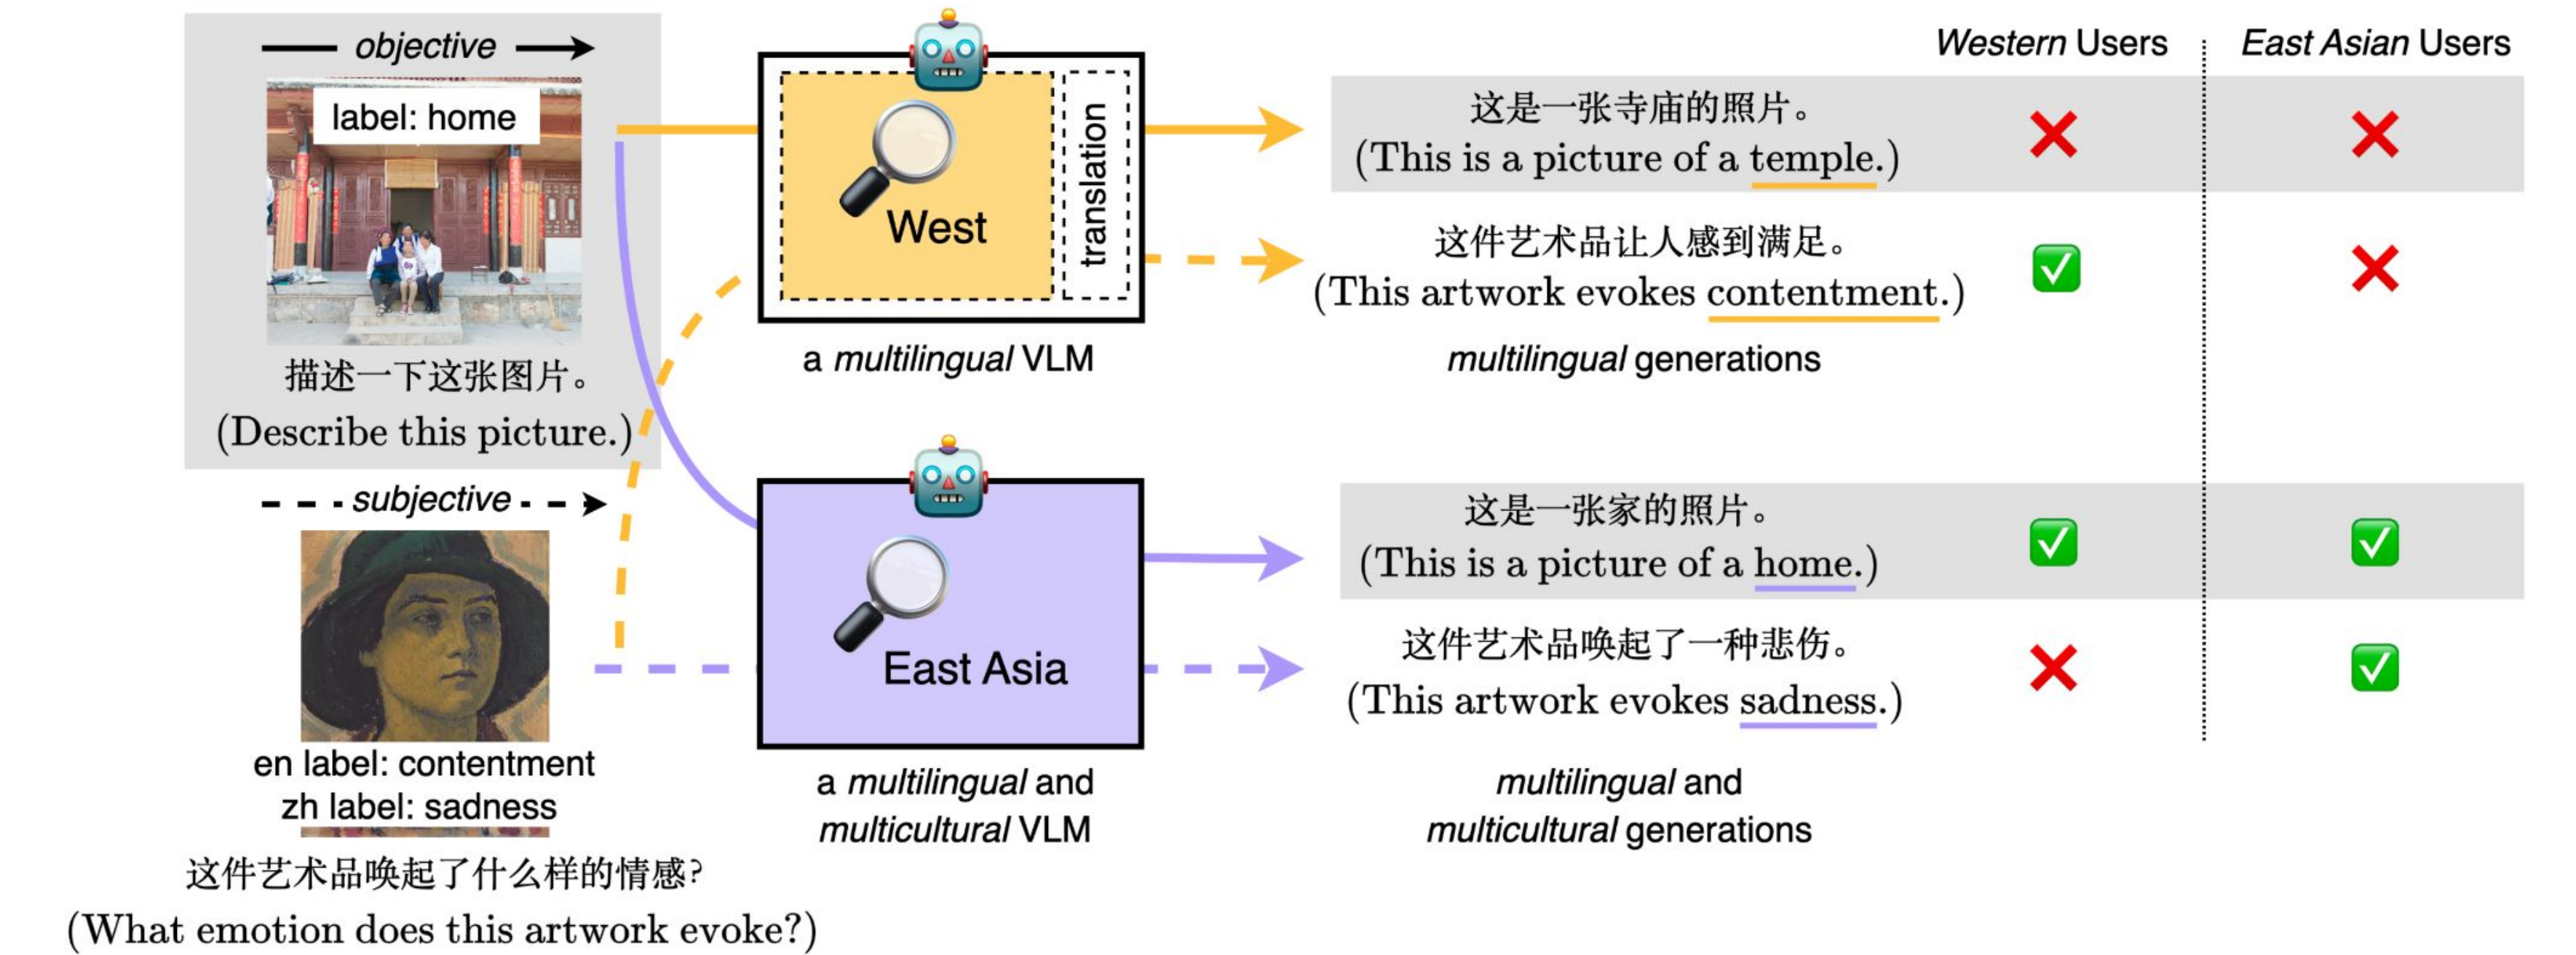 objective
label: home
描述一下这张图片。
(Describe this picture.)
subjective
en label: contentment
zh label: sadness
这件艺术品唤起了什么样的情感?
(What emotion does this artwork evoke?)
West
translation
a multilingual VLM
East Asia
a multilingual and
multicultural VLM
Western Users
East Asian Users
这是一张寺庙的照片。
(This is a picture of a temple.)
这件艺术品让人感到满足。
(This artwork evokes contentment.)
multilingual generations
这是一张家的照片。
(This is a picture of a home.)
这件艺术品唤起了一种悲伤。
(This artwork evokes sadness.)
multilingual and
multicultural generations